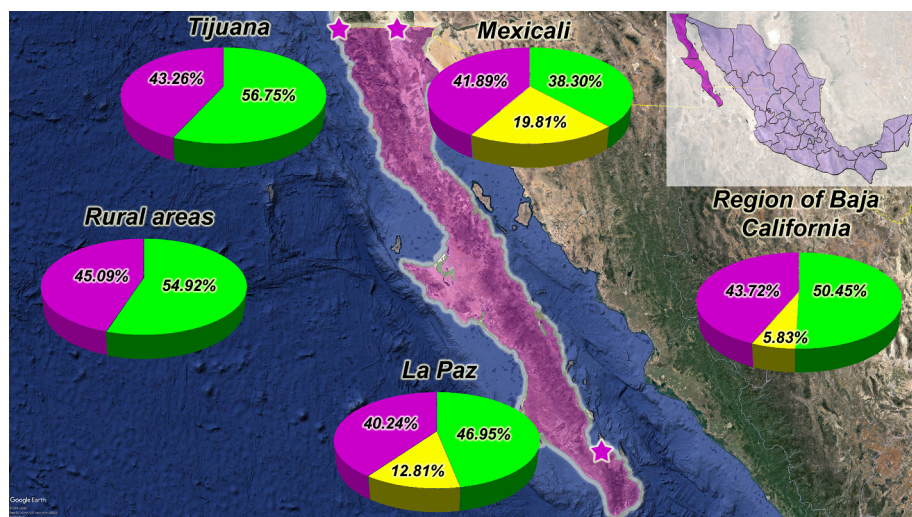 Tijuana
43.26%
56.75%
Mexicali
41.89%
38.30%
19.81%
Rural areas
45.09%
54.92%
Region of Baja
California
43.72%
50.45%
5.83%
La Paz
40.24%
46.95%
12.81%
Google Earth